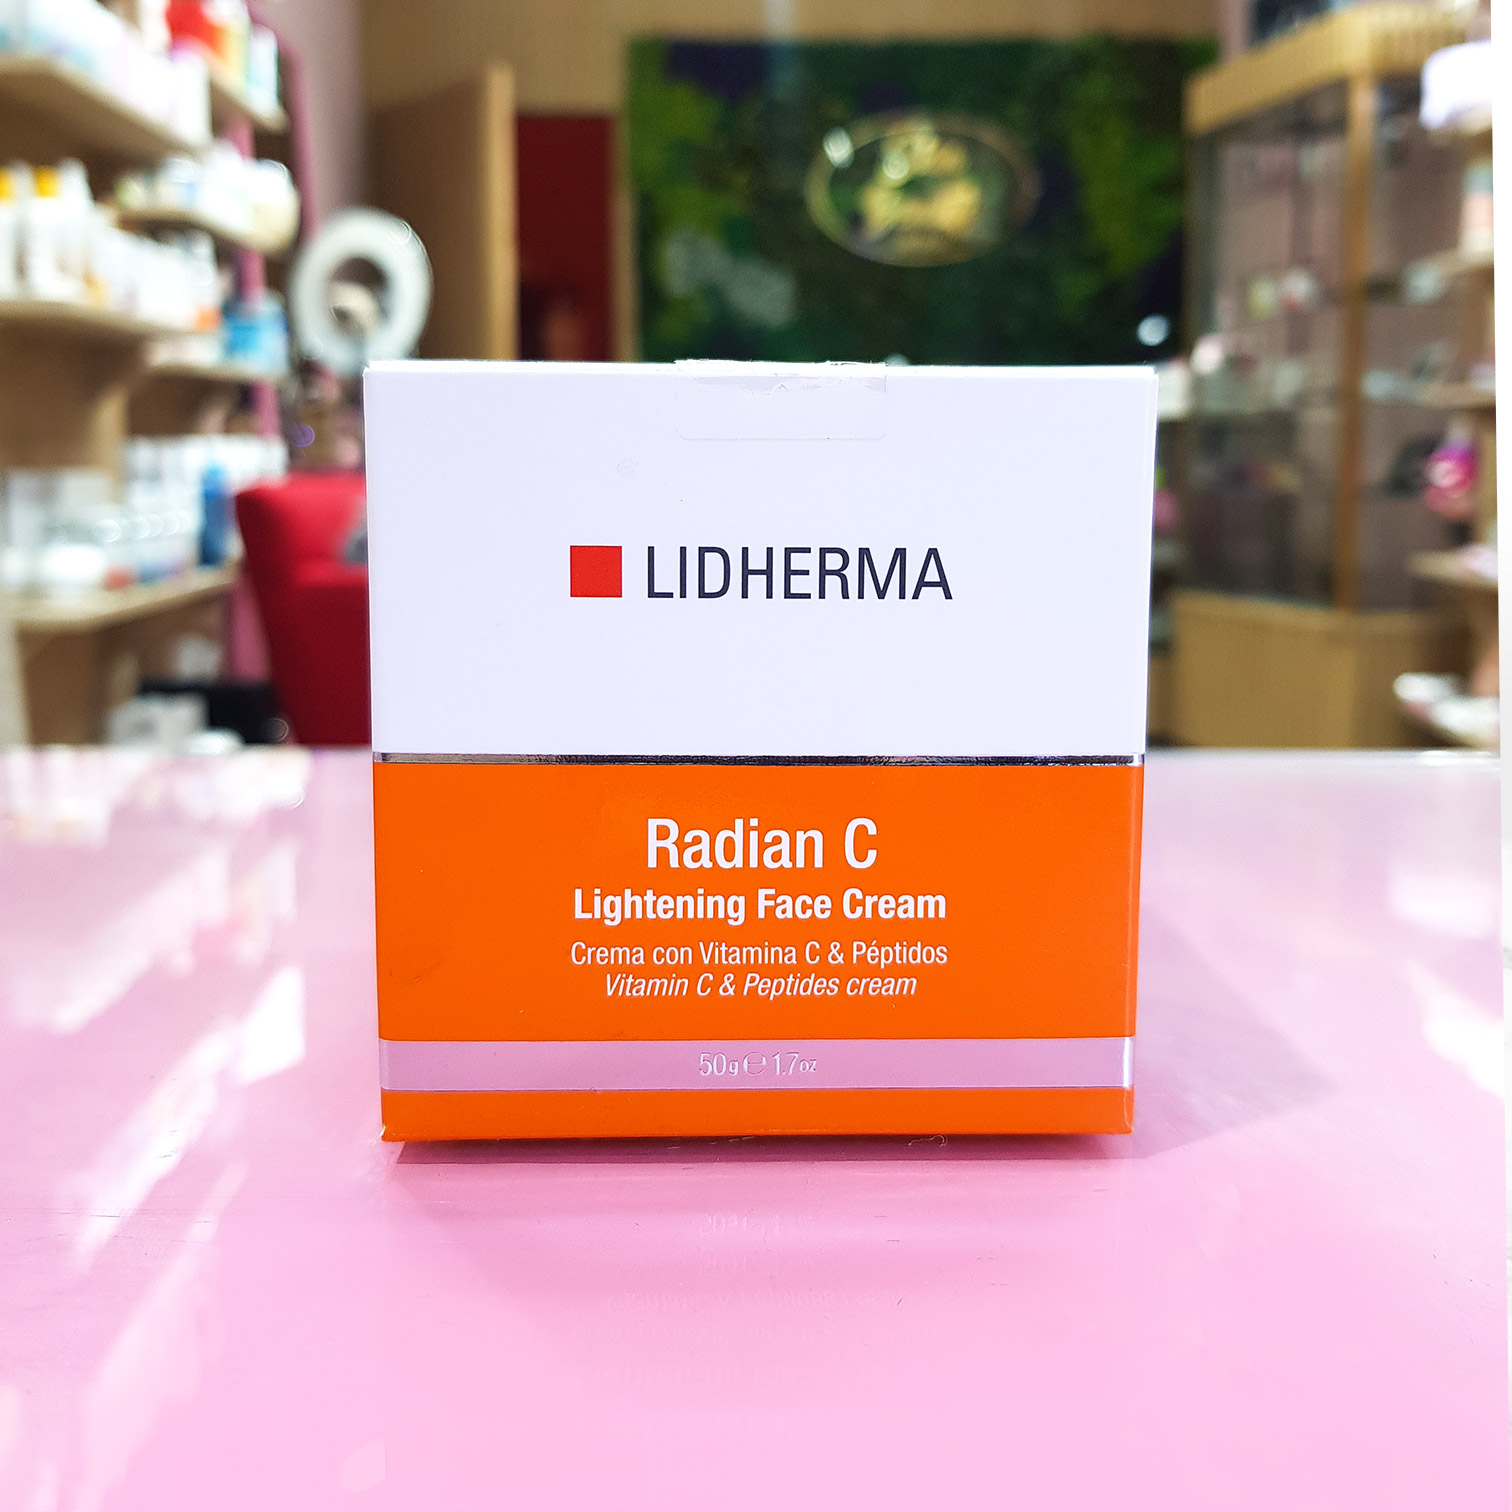 LIDHERMA
Radian C
Lightening Face Cream
Crema con Vitamina C & Péptidos
Vitamin C & Peptides cream
50g ℮ 1.7oz